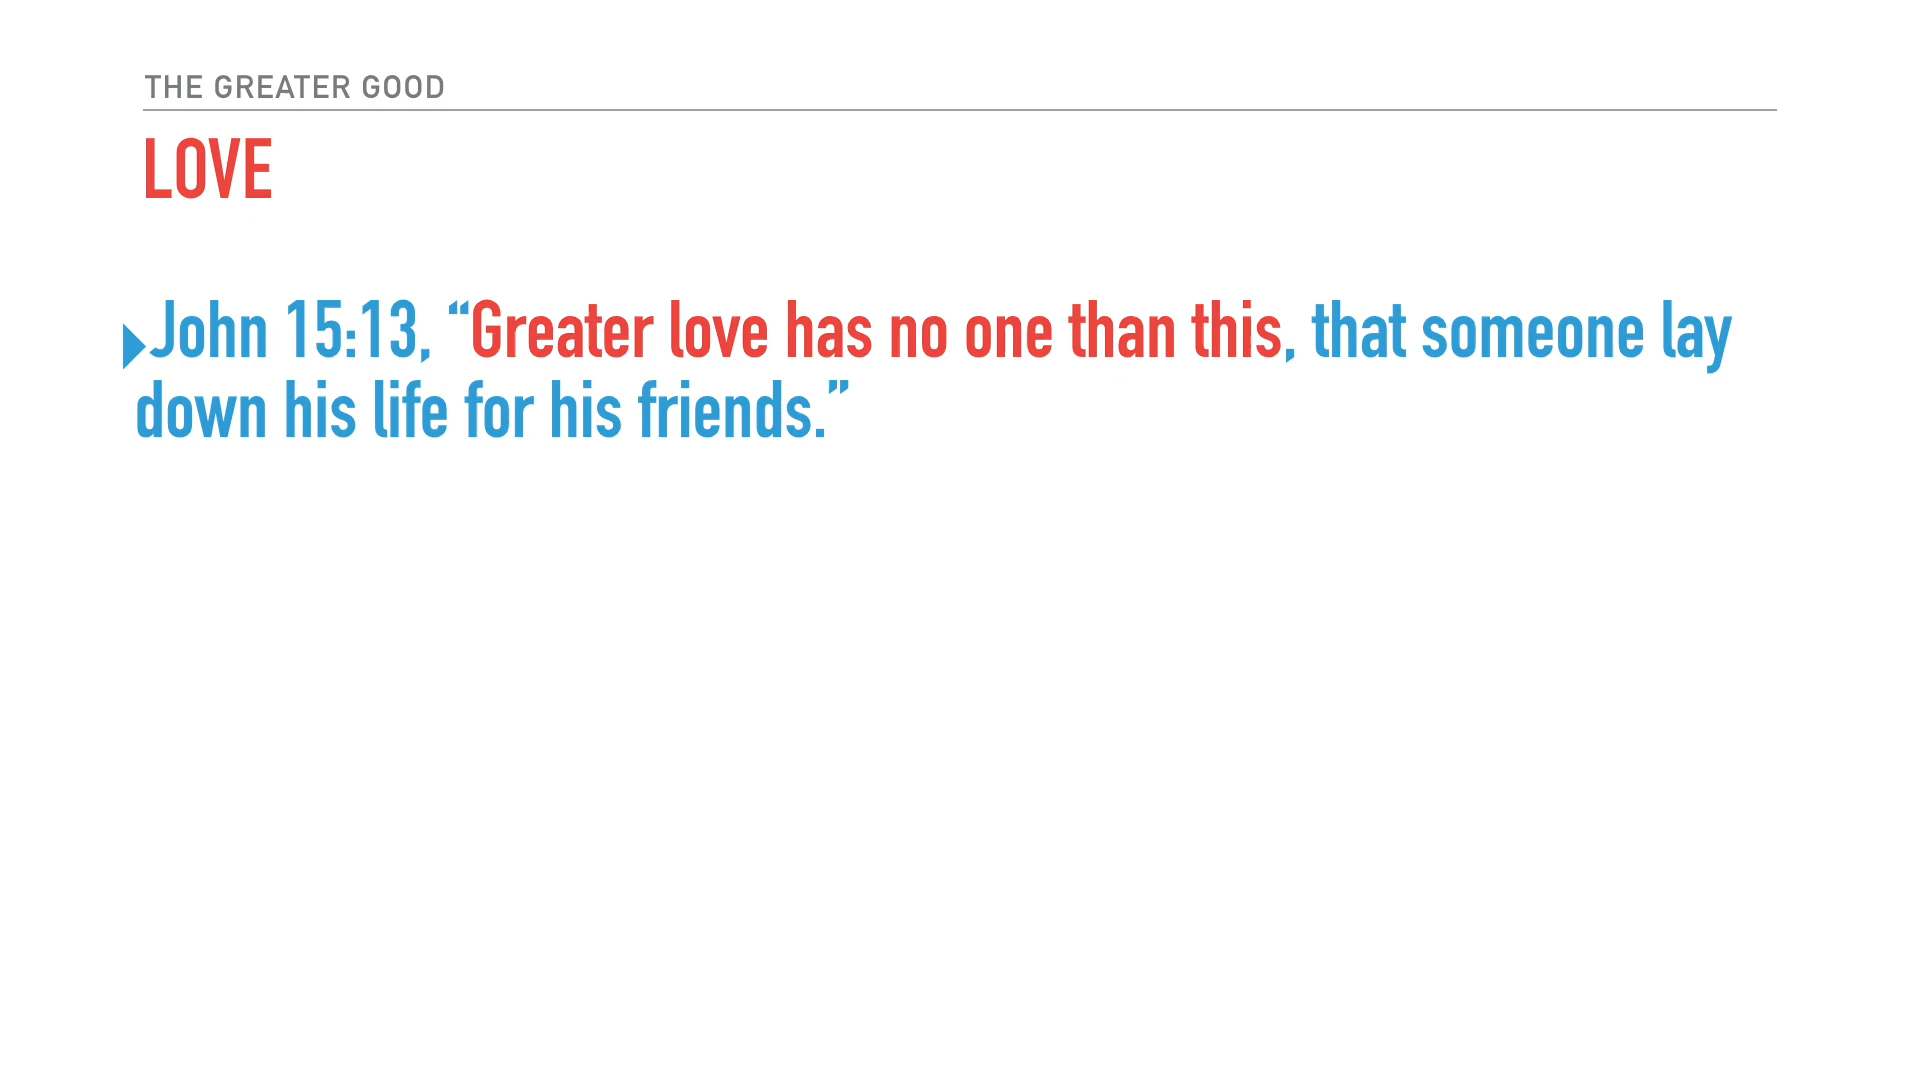 THE GREATER GOOD
LOVE
▸John 15:13, “Greater love has no one than this, that someone lay
down his life for his friends.”